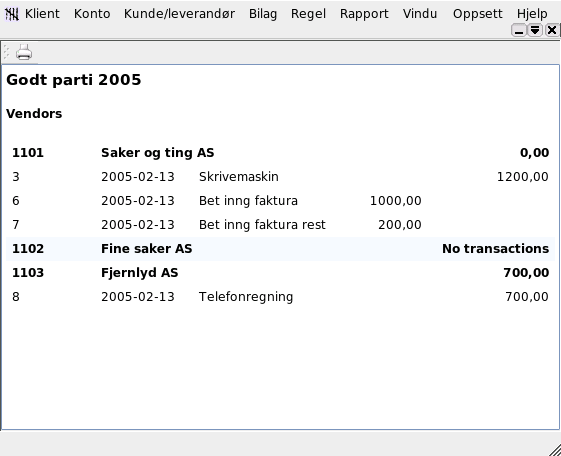 Klient Konto Kunde/leverandør Bilag Regel Rapport Vindu Oppsett Hjelp
Godt parti 2005
Vendors
1101 Saker og ting AS 0,00
3 2005-02-13 Skrivemaskin 1200,00
6 2005-02-13 Bet inng faktura 1000,00
7 2005-02-13 Bet inng faktura rest 200,00
1102 Fine saker AS No transactions
1103 Fjernlyd AS 700,00
8 2005-02-13 Telefonregning 700,00